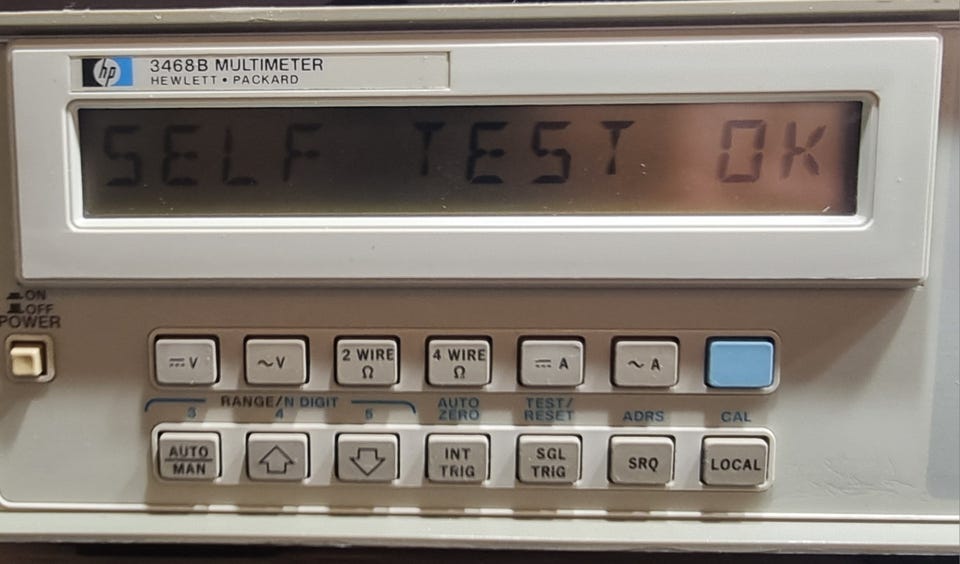 hp 3468B MULTIMETER
HEWLETT • PACKARD
SELF TEST OK
ON
OFF
POWER
⎓ V
~V
2 WIRE Ω
4 WIRE Ω
⎓ A
~ A
RANGE/N DIGIT
3 4 5
AUTO ZERO
TEST/RESET
ADRS
CAL
AUTO/MAN
INT TRIG
SGL TRIG
SRQ
LOCAL